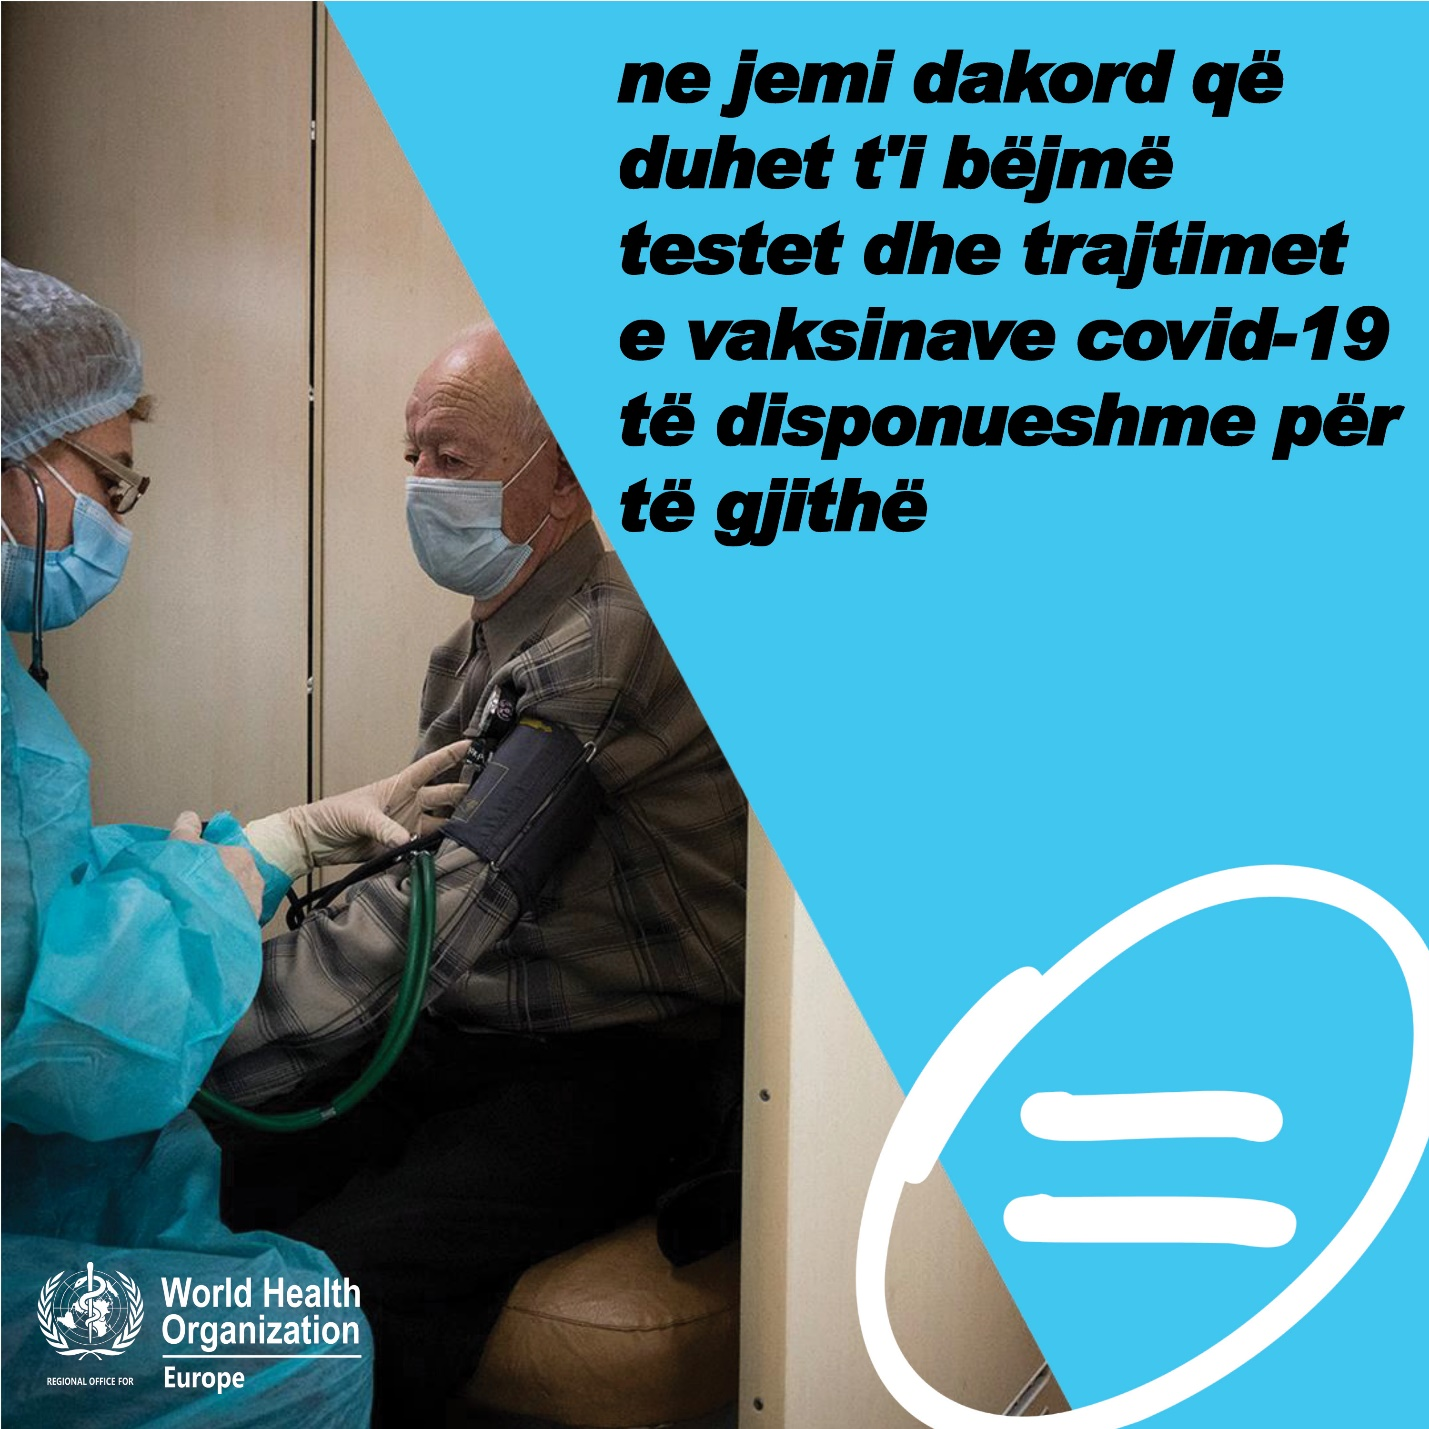 ne jemi dakord që
duhet t'i bëjmë
testet dhe trajtimet
e vaksinave covid-19
të disponueshme për
të gjithë
World Health
Organization
REGIONAL OFFICE FOR
Europe